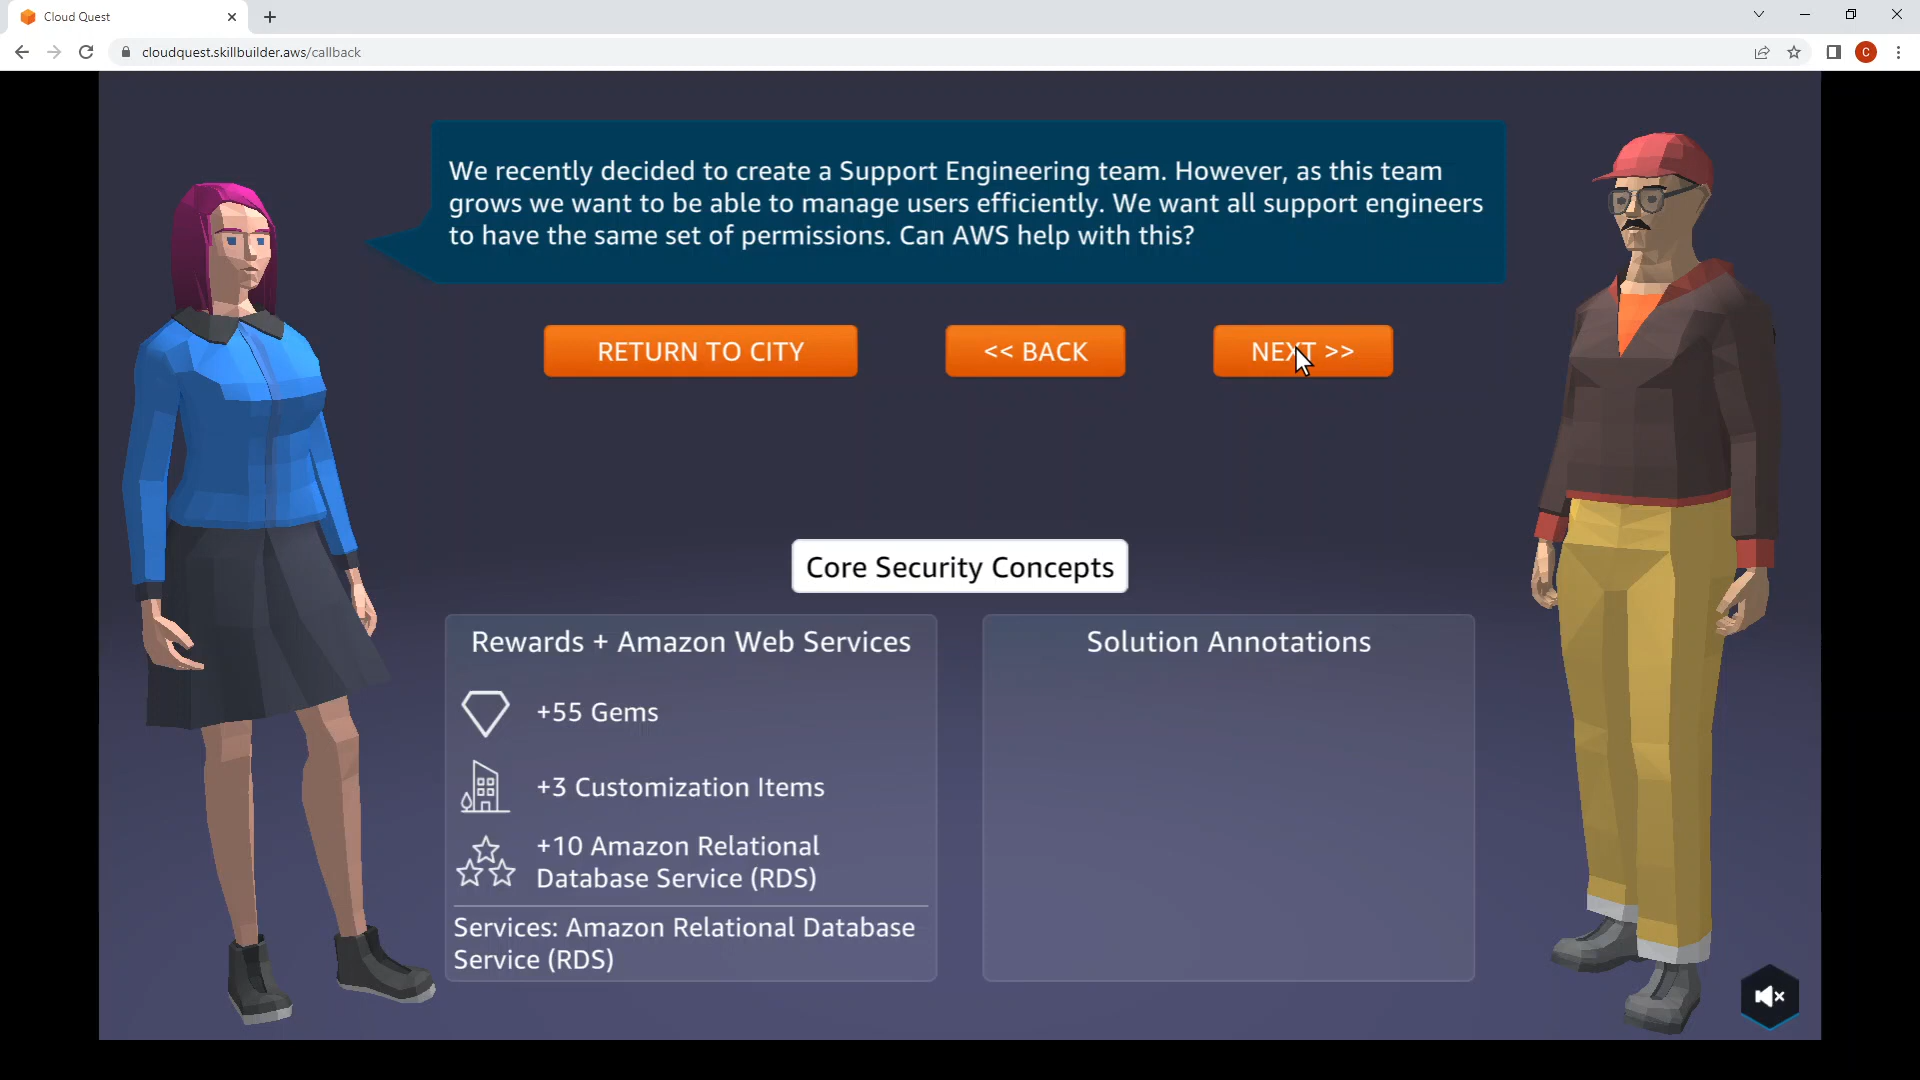 Cloud Quest
cloudquest.skillbuilder.aws/callback
C
We recently decided to create a Support Engineering team. However, as this team
grows we want to be able to manage users efficiently. We want all support engineers
to have the same set of permissions. Can AWS help with this?
RETURN TO CITY
<< BACK
NEXT >>
Core Security Concepts
Rewards + Amazon Web Services
+55 Gems
+3 Customization Items
+10 Amazon Relational
Database Service (RDS)
Services: Amazon Relational Database
Service (RDS)
Solution Annotations